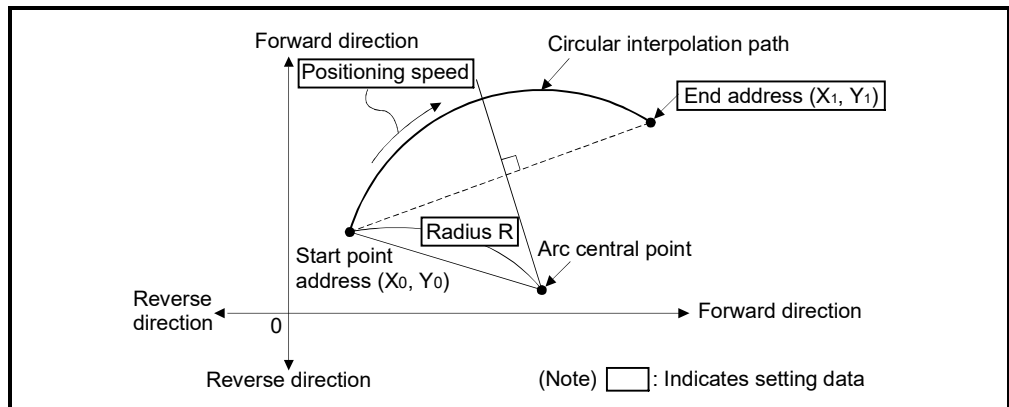 Forward direction
Circular interpolation path
Positioning speed
End address (X1, Y1)
Radius R
Arc central point
Start point
address (X0, Y0)
Reverse
direction
0
Forward direction
Reverse direction
(Note) : Indicates setting data